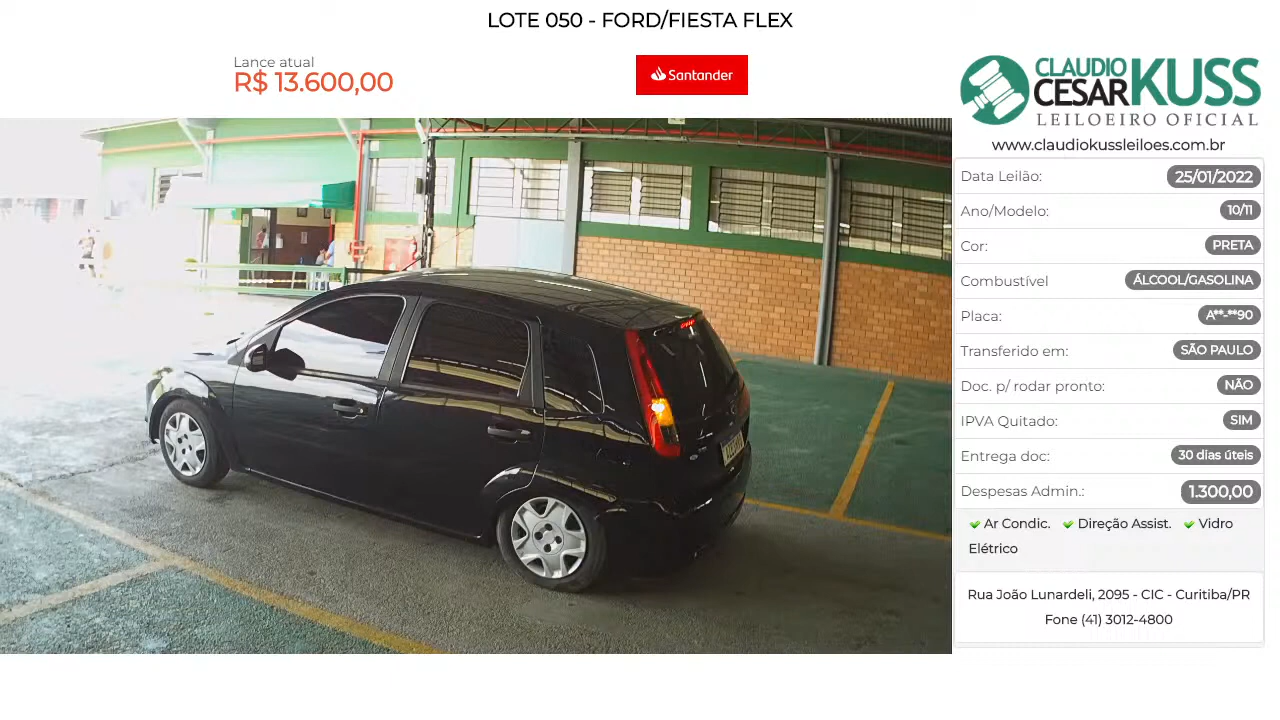 LOTE 050 - FORD/FIESTA FLEX
Lance atual
R$ 13.600,00
Santander
CLAUDIO
CESAR KUSS
LEILOEIRO OFICIAL
www.claudiokussleiloes.com.br
Data Leilão: 25/01/2022
Ano/Modelo: 10/11
Cor: PRETA
Combustível ÁLCOOL/GASOLINA
Placa: A**-**90
Transferido em: SÃO PAULO
Doc. p/ rodar pronto: NÃO
IPVA Quitado: SIM
Entrega doc: 30 dias úteis
Despesas Admin.: 1.300,00
Ar Condic. Direção Assist. Vidro
Elétrico
Rua João Lunardeli, 2095 - CIC - Curitiba/PR
Fone (41) 3012-4800